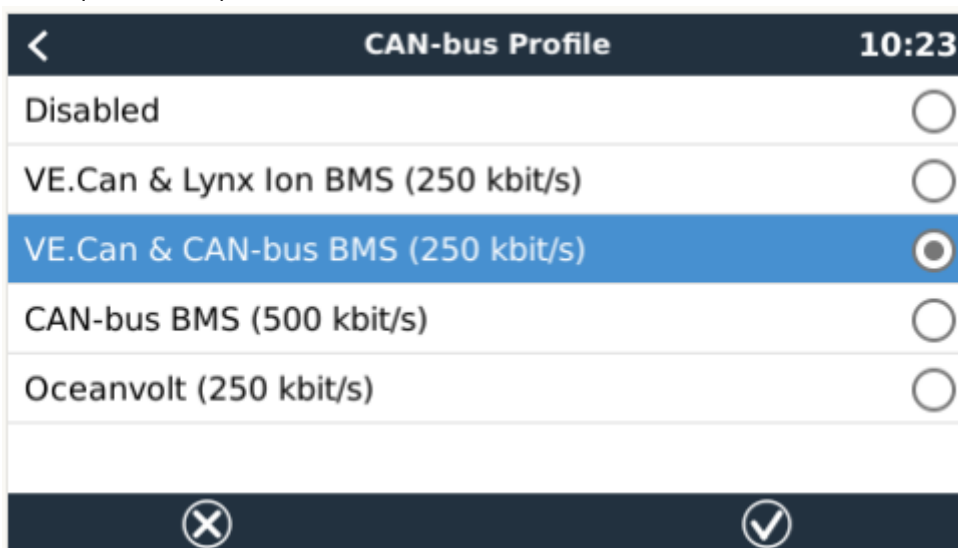 CAN-bus Profile 10:23
Disabled
VE.Can & Lynx Ion BMS (250 kbit/s)
VE.Can & CAN-bus BMS (250 kbit/s)
CAN-bus BMS (500 kbit/s)
Oceanvolt (250 kbit/s)